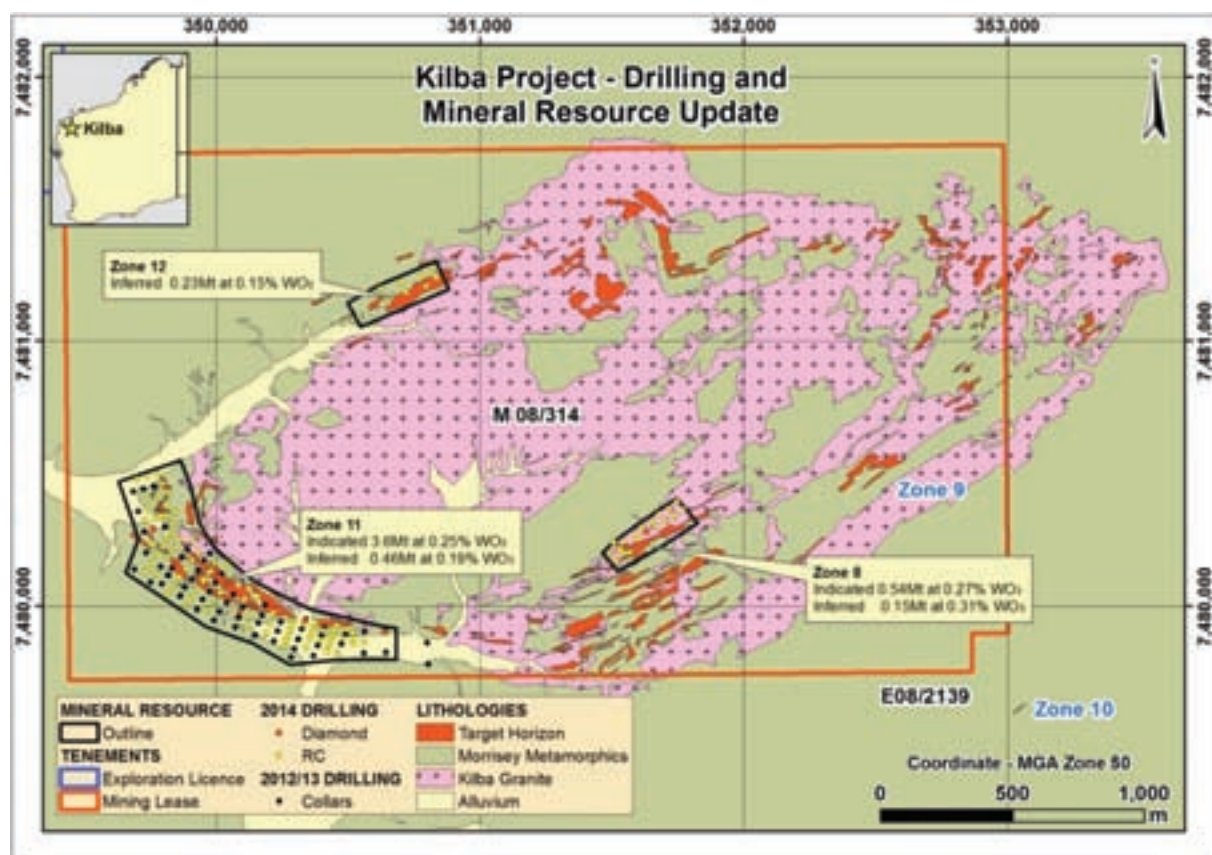 350,000
351,000
352,000
353,000
7,482,000
7,482,000
Kilba
Kilba Project - Drilling and
Mineral Resource Update
Zone 12
Inferred 0.23Mt at 0.15% WO₃
7,481,000
7,481,000
M 08/314
Zone 9
Zone 11
Indicated 3.6Mt at 0.25% WO₃
Inferred 0.46Mt at 0.19% WO₃
Zone 8
Indicated 0.54Mt at 0.27% WO₃
Inferred 0.15Mt at 0.31% WO₃
7,480,000
7,480,000
E08/2139
Zone 10
MINERAL RESOURCE
Outline
TENEMENTS
Exploration Licence
Mining Lease
2014 DRILLING
Diamond
RC
2012/13 DRILLING
Collars
LITHOLOGIES
Target Horizon
Morrisey Metamorphics
Kilba Granite
Alluvium
Coordinate - MGA Zone 50
0
500
1,000
m